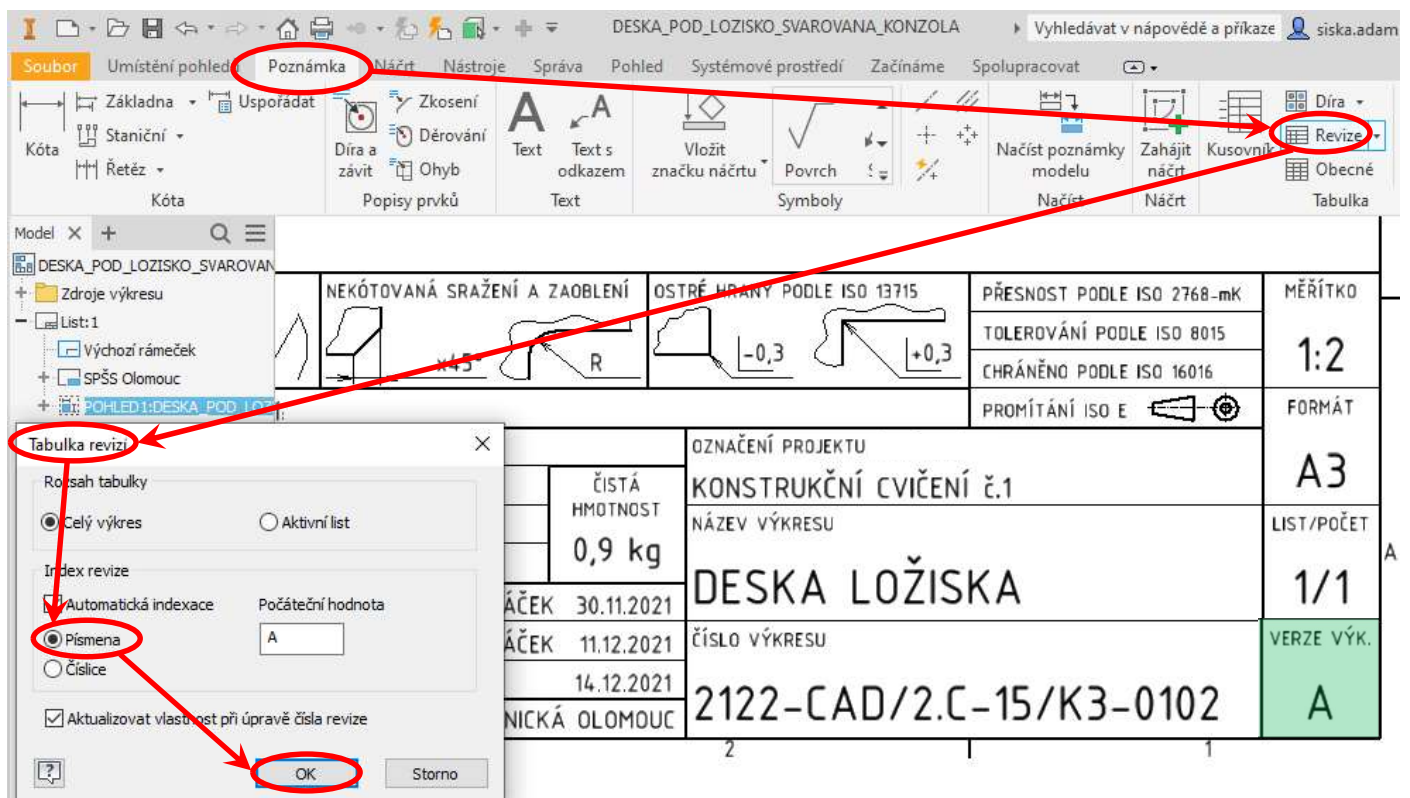 DESKA_POD_LOZISKO_SVAROVANA_KONZOLA
Vyhledávat v nápovědě a příkaze
siska.adam
Soubor Umístění pohledu Poznámka Náčrt Nástroje Správa Pohled Systémové prostředí Začínáme Spolupracovat
Kóta
Základna
Uspořádat
Staniční
Řetěz
Kóta
Díra a závit
Zkosení
Děrování
Ohyb
Popisy prvků
Text
Text s odkazem
Text
Vložit značku náčrtu
Povrch
Symboly
Načíst poznámky modelu
Načíst
Zahájit náčrt
Náčrt
Kusovník
Díra
Revize
Obecné
Tabulka
Model
DESKA_POD_LOZISKO_SVAROVAN
Zdroje výkresu
List:1
Výchozí rámeček
SPŠS Olomouc
POHLED1:DESKA_POD_LOZI
NEKÓTOVANÁ SRAŽENÍ A ZAOBLENÍ
x45°
R
OSTRÉ HRANY PODLE ISO 13715
-0,3
+0,3
PŘESNOST PODLE ISO 2768-mK
TOLEROVÁNÍ PODLE ISO 8015
CHRÁNĚNO PODLE ISO 16016
PROMÍTÁNÍ ISO E
MĚŘÍTKO
1:2
FORMÁT
A3
LIST/POČET
1/1
VERZE VÝK.
A
A
Tabulka revizí
Rozsah tabulky
Celý výkres
Aktivní list
Index revize
Automatická indexace
Počáteční hodnota
Písmena
A
Číslice
Aktualizovat vlastnost při úpravě čísla revize
OK
Storno
ČISTÁ
HMOTNOST
0,9 kg
OZNAČENÍ PROJEKTU
KONSTRUKČNÍ CVIČENÍ č.1
NÁZEV VÝKRESU
DESKA LOŽISKA
ÁČEK 30.11.2021
ÁČEK 11.12.2021
14.12.2021
NICKÁ OLOMOUC
ČÍSLO VÝKRESU
2122-CAD/2.C-15/K3-0102
2
1